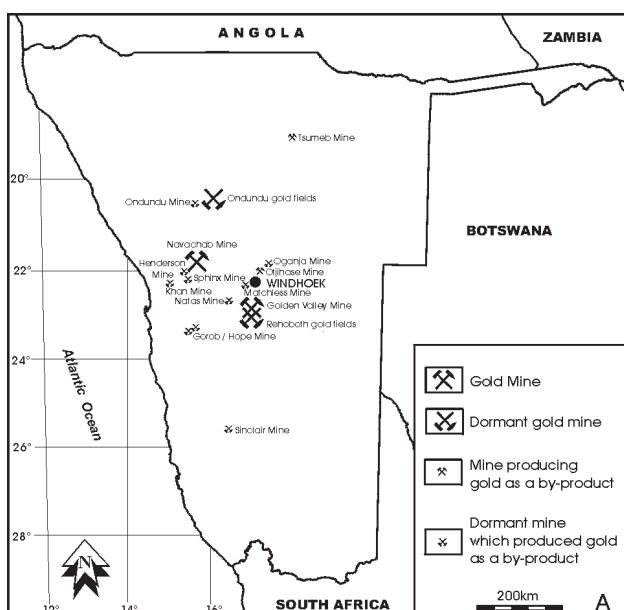 ANGOLA
ZAMBIA
Tsumeb Mine
20°
Ondundu Mine
Ondundu gold fields
BOTSWANA
Navachab Mine
Henderson
Mine
Oganja Mine
Otjihase Mine
22°
Sphinx Mine
WINDHOEK
Khan Mine
Matchless Mine
Natas Mine
Golden Valley Mine
Rehoboth gold fields
Gorob / Hope Mine
24°
Atlantic Ocean
Gold Mine
Dormant gold mine
Sinclair Mine
26°
Mine producing
gold as a by-product
Dormant mine
which produced gold
as a by-product
28°
N
200km
A
12°
14°
16°
SOUTH AFRICA